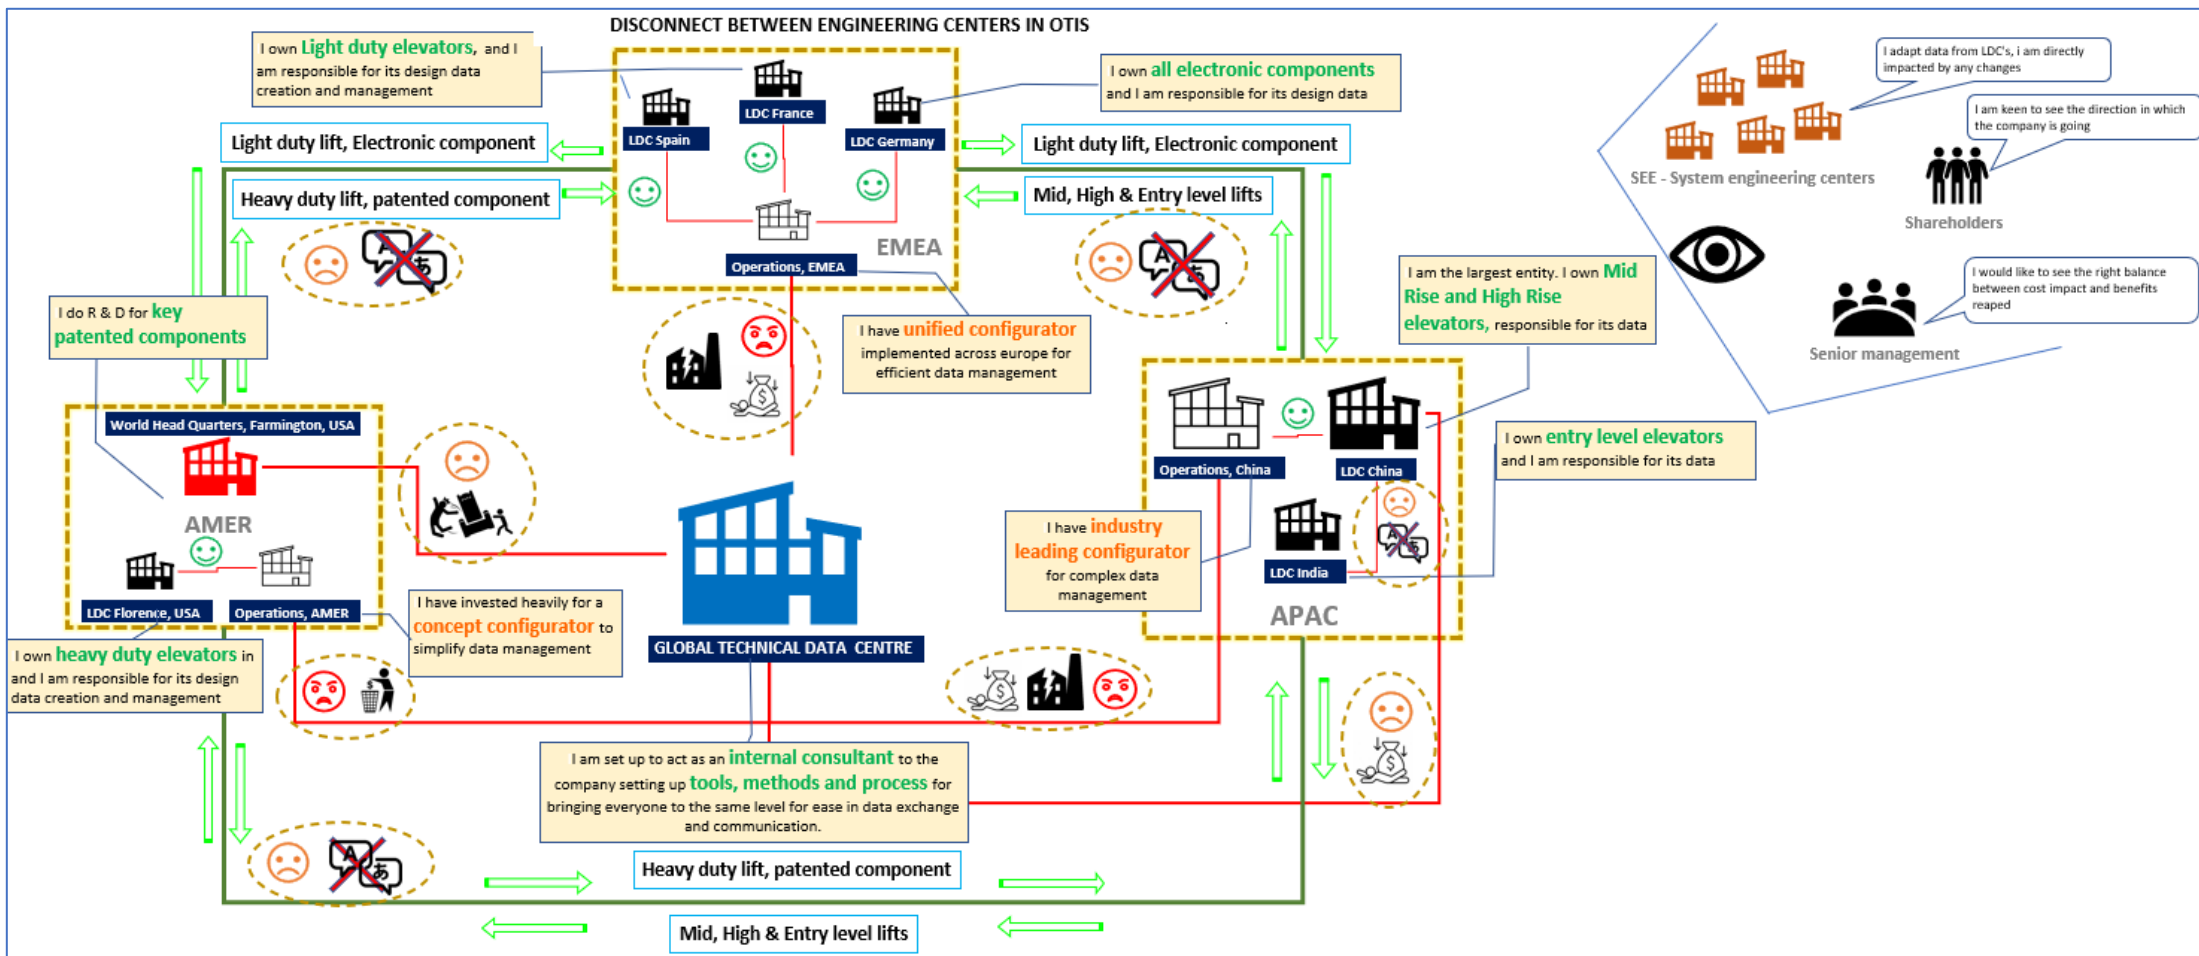 DISCONNECT BETWEEN ENGINEERING CENTERS IN OTIS
I own Light duty elevators, and I
am responsible for its design data
creation and management
I own all electronic components
and I am responsible for its design data
LDC France
LDC Spain
LDC Germany
Light duty lift, Electronic component
Light duty lift, Electronic component
Heavy duty lift, patented component
Mid, High & Entry level lifts
EMEA
Operations, EMEA
A あ
A あ
I have unified configurator
implemented across europe for
efficient data management
I adapt data from LDC's, i am directly
impacted by any changes
I am keen to see the direction in which
the company is going
SEE - System engineering centers
Shareholders
I would like to see the right balance
between cost impact and benefits
reaped
Senior management
I am the largest entity. I own Mid
Rise and High Rise
elevators, responsible for its data
I do R & D for key
patented components
$
World Head Quarters, Farmington, USA
AMER
LDC Florence, USA
Operations, AMER
I have invested heavily for a
concept configurator to
simplify data management
I own heavy duty elevators in
and I am responsible for its design
data creation and management
$
GLOBAL TECHNICAL DATA CENTRE
Operations, China
LDC China
I own entry level elevators
and I am responsible for its data
I have industry
leading configurator
for complex data
management
A あ
LDC India
APAC
$
$
I am set up to act as an internal consultant to the
company setting up tools, methods and process for
bringing everyone to the same level for ease in data exchange
and communication.
A あ
Heavy duty lift, patented component
Mid, High & Entry level lifts